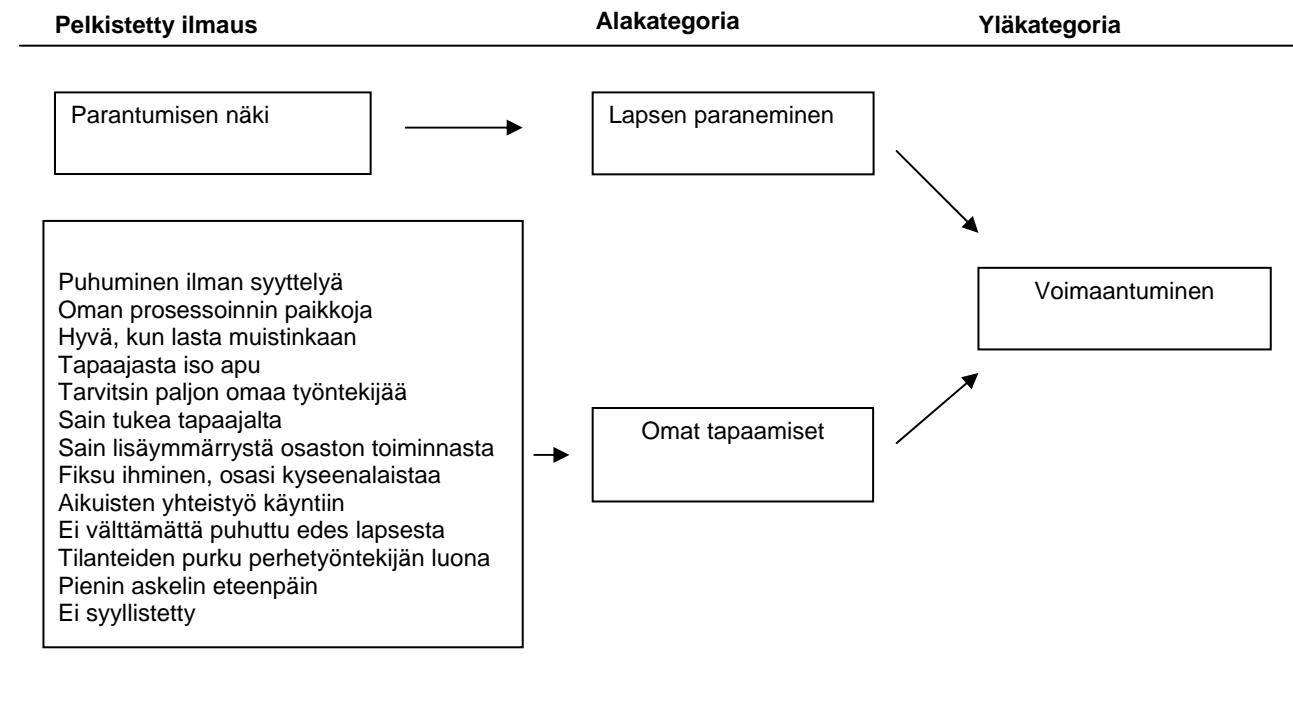 Pelkistetty ilmaus Alakategoria Yläkategoria
Parantumisen näki
Lapsen paraneminen
Puhuminen ilman syyttelyä
Oman prosessoinnin paikkoja
Hyvä, kun lasta muistinkaan
Tapaajasta iso apu
Tarvitsin paljon omaa työntekijää
Sain tukea tapaajalta
Sain lisäymmärrystä osaston toiminnasta
Fiksu ihminen, osasi kyseenalaistaa
Aikuisten yhteistyö käyntiin
Ei välttämättä puhuttu edes lapsesta
Tilanteiden purku perhetyöntekijän luona
Pienin askelin eteenpäin
Ei syyllistetty
Omat tapaamiset
Voimaantuminen